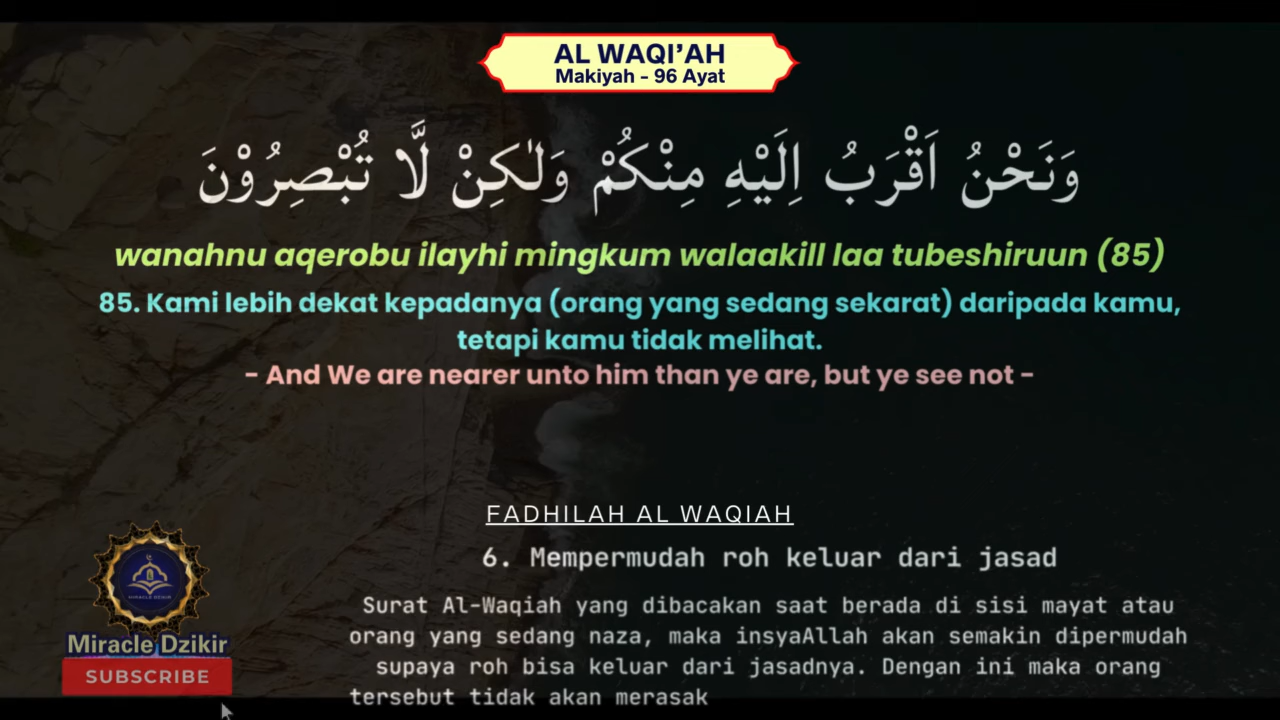 AL WAQI'AH
Makiyah - 96 Ayat
وَنَحْنُ اَقْرَبُ اِلَيْهِ مِنْكُمْ وَلٰكِنْ لَّا تُبْصِرُوْنَ
wanahnu aqerobu ilayhi mingkum walaakill laa tubeshiruun (85)
85. Kami lebih dekat kepadanya (orang yang sedang sekarat) daripada kamu,
tetapi kamu tidak melihat.
- And We are nearer unto him than ye are, but ye see not -
FADHILAH AL WAQIAH
6. Mempermudah roh keluar dari jasad
Surat Al-Waqiah yang dibacakan saat berada di sisi mayat atau
orang yang sedang naza, maka insyaAllah akan semakin dipermudah
supaya roh bisa keluar dari jasadnya. Dengan ini maka orang
tersebut tidak akan merasak
MIRACLE DZIKIR
Miracle Dzikir
SUBSCRIBE